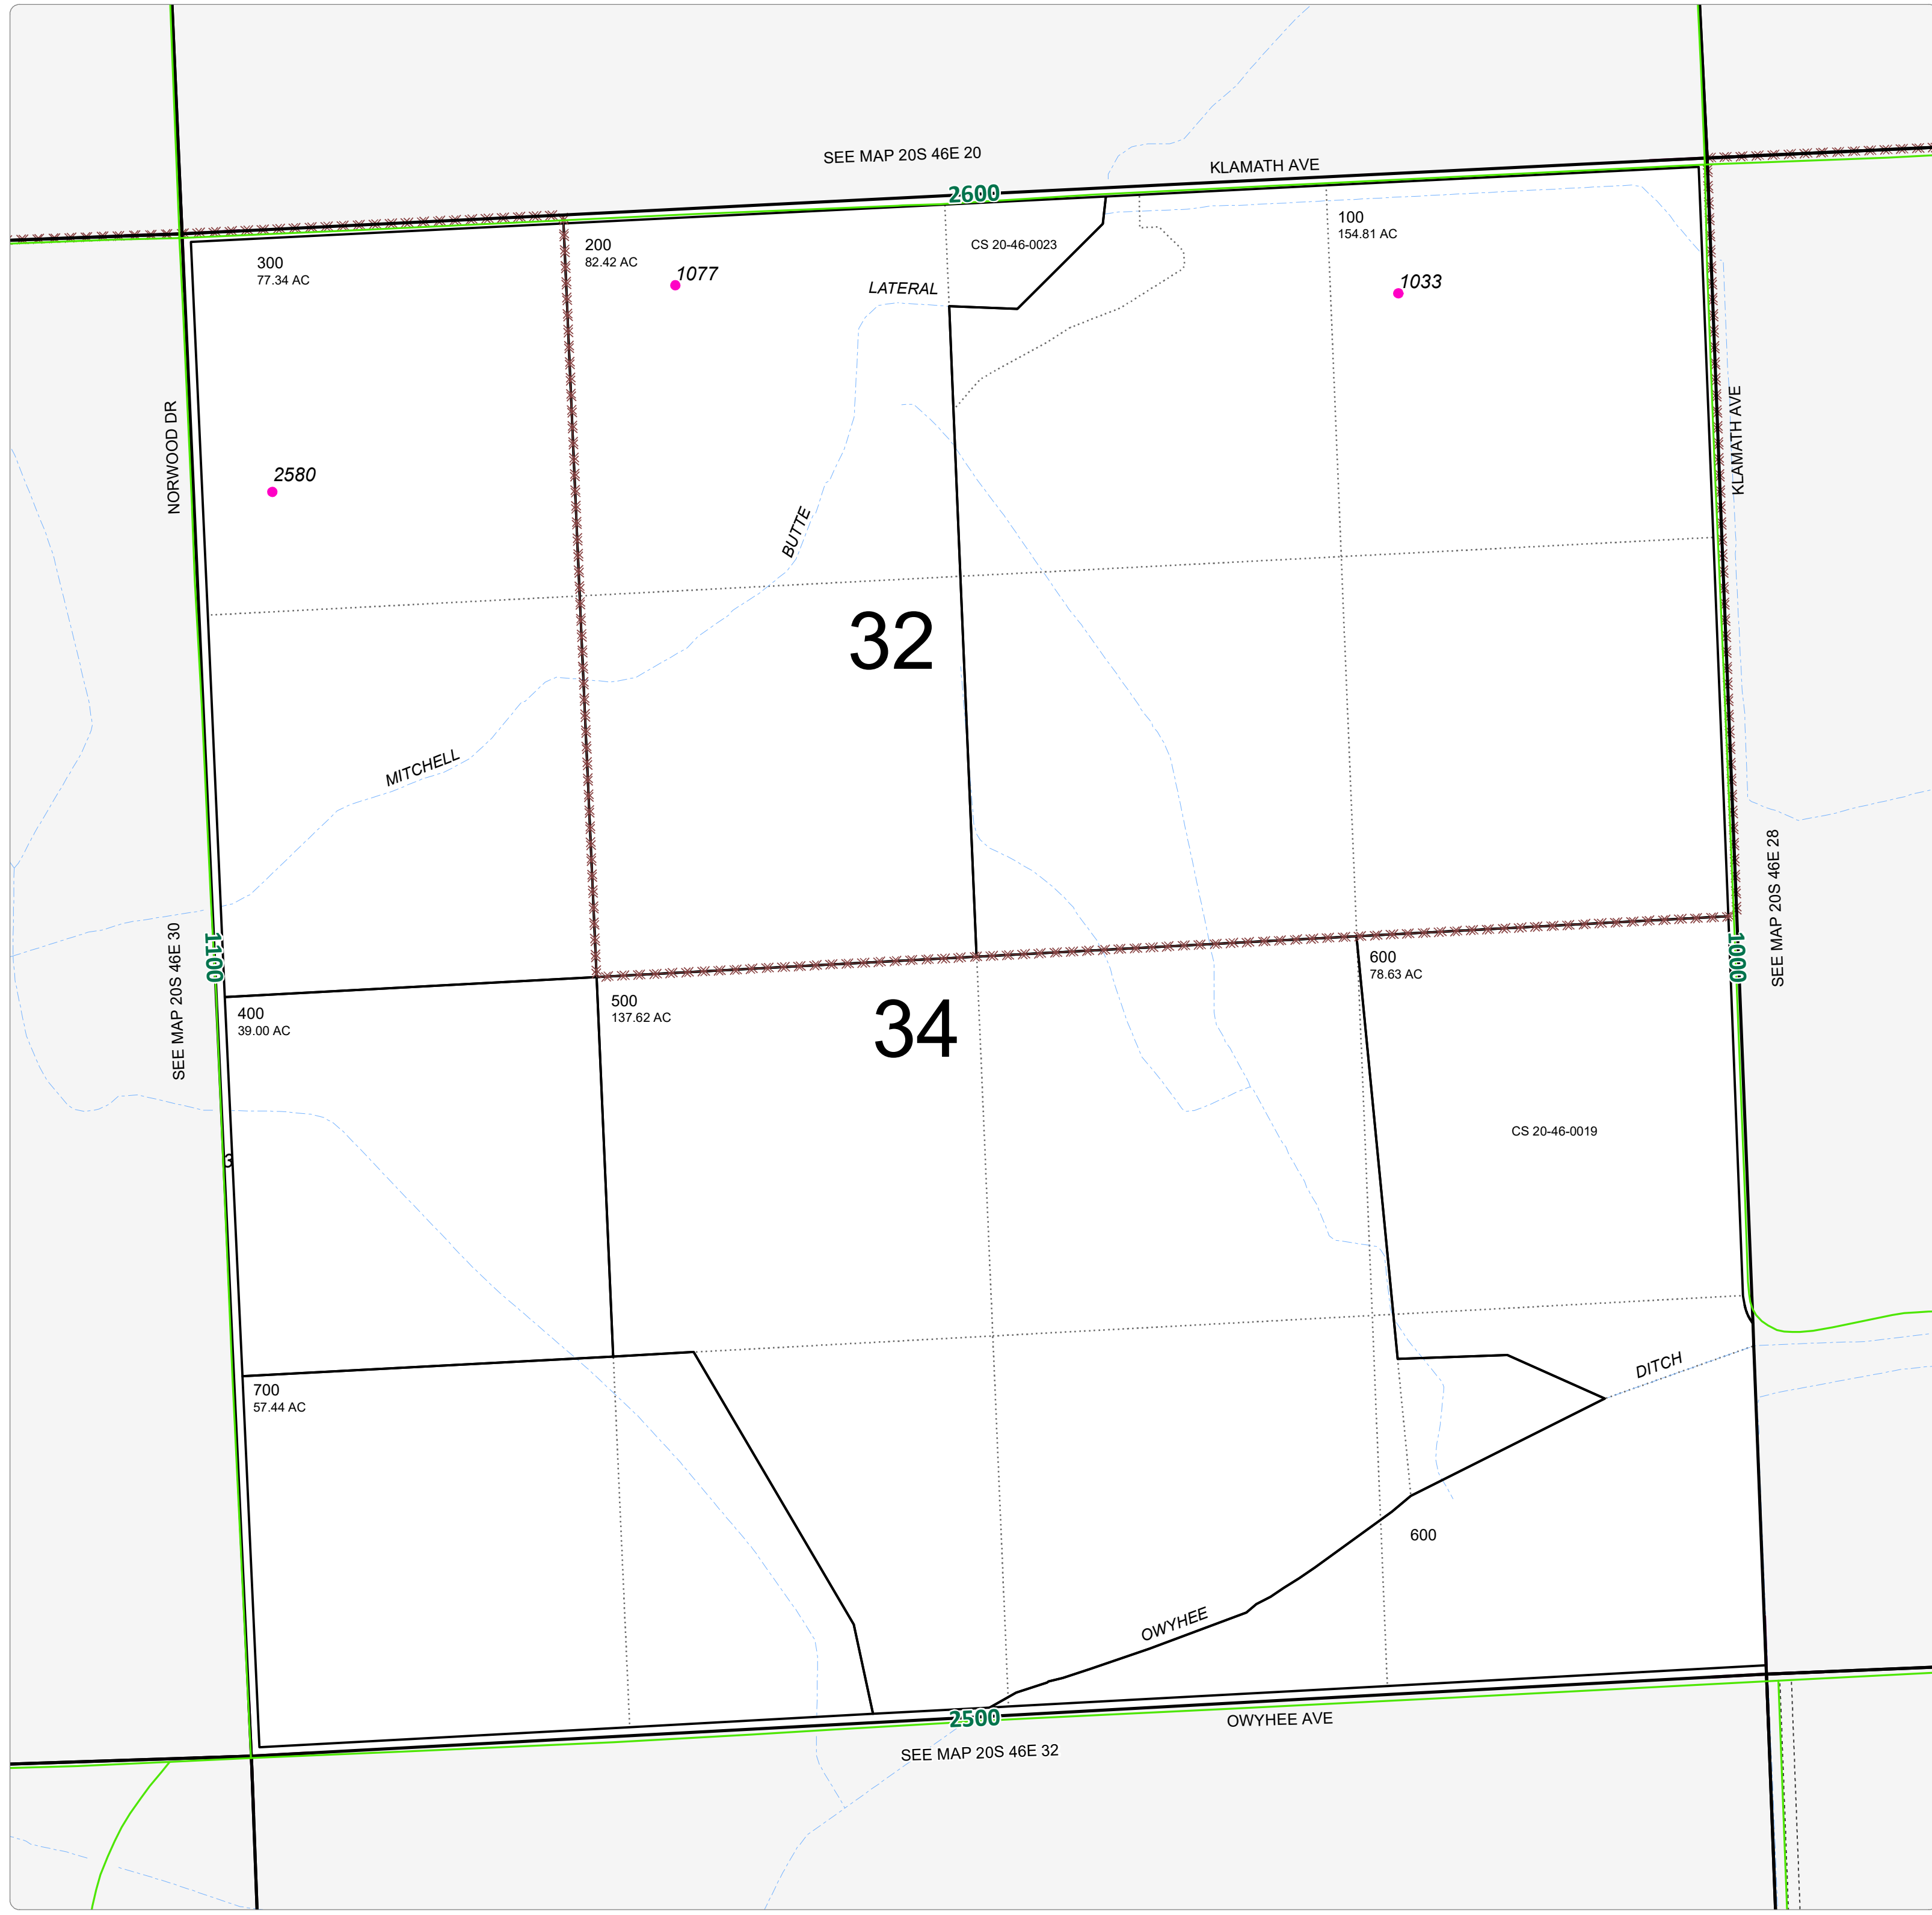 SEE MAP 20S 46E 20
KLAMATH AVE
2600
100
154.81 AC
200
82.42 AC
CS 20-46-0023
300
77.34 AC
1077
1033
LATERAL
NORWOOD DR
KLAMATH AVE
2580
BUTTE
32
MITCHELL
SEE MAP 20S 46E 28
SEE MAP 20S 46E 30
1100
1000
600
78.63 AC
500
137.62 AC
400
39.00 AC
34
CS 20-46-0019
3
DITCH
700
57.44 AC
600
OWYHEE
2500
OWYHEE AVE
SEE MAP 20S 46E 32